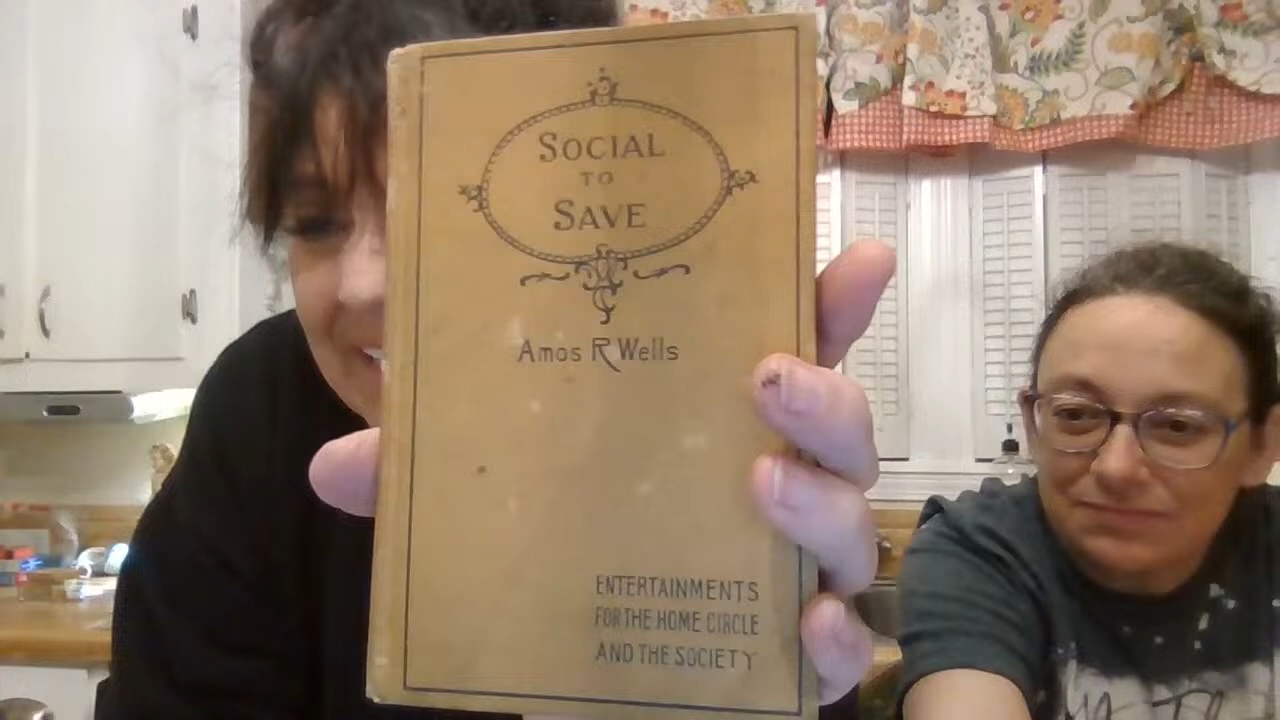 SOCIAL
TO
SAVE
Amos R Wells
ENTERTAINMENTS
FOR THE HOME CIRCLE
AND THE SOCIETY